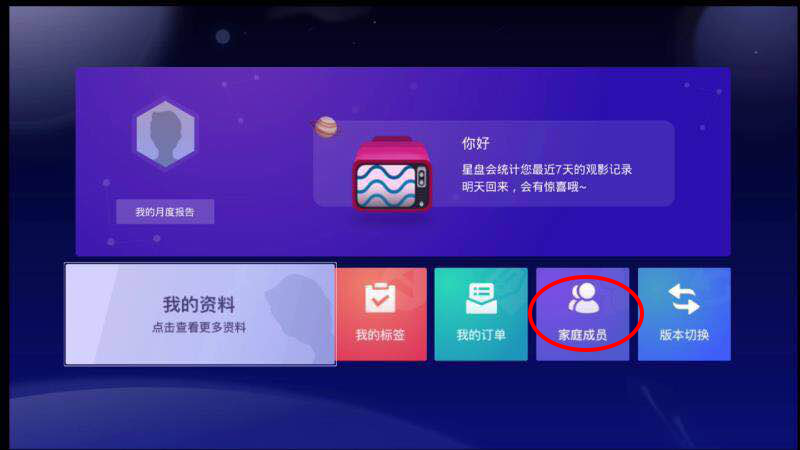 你好
星盘会统计您最近7天的观影记录
明天回来，会有惊喜哦~
我的月度报告
我的资料
点击查看更多资料
我的标签
我的订单
家庭成员
版本切换